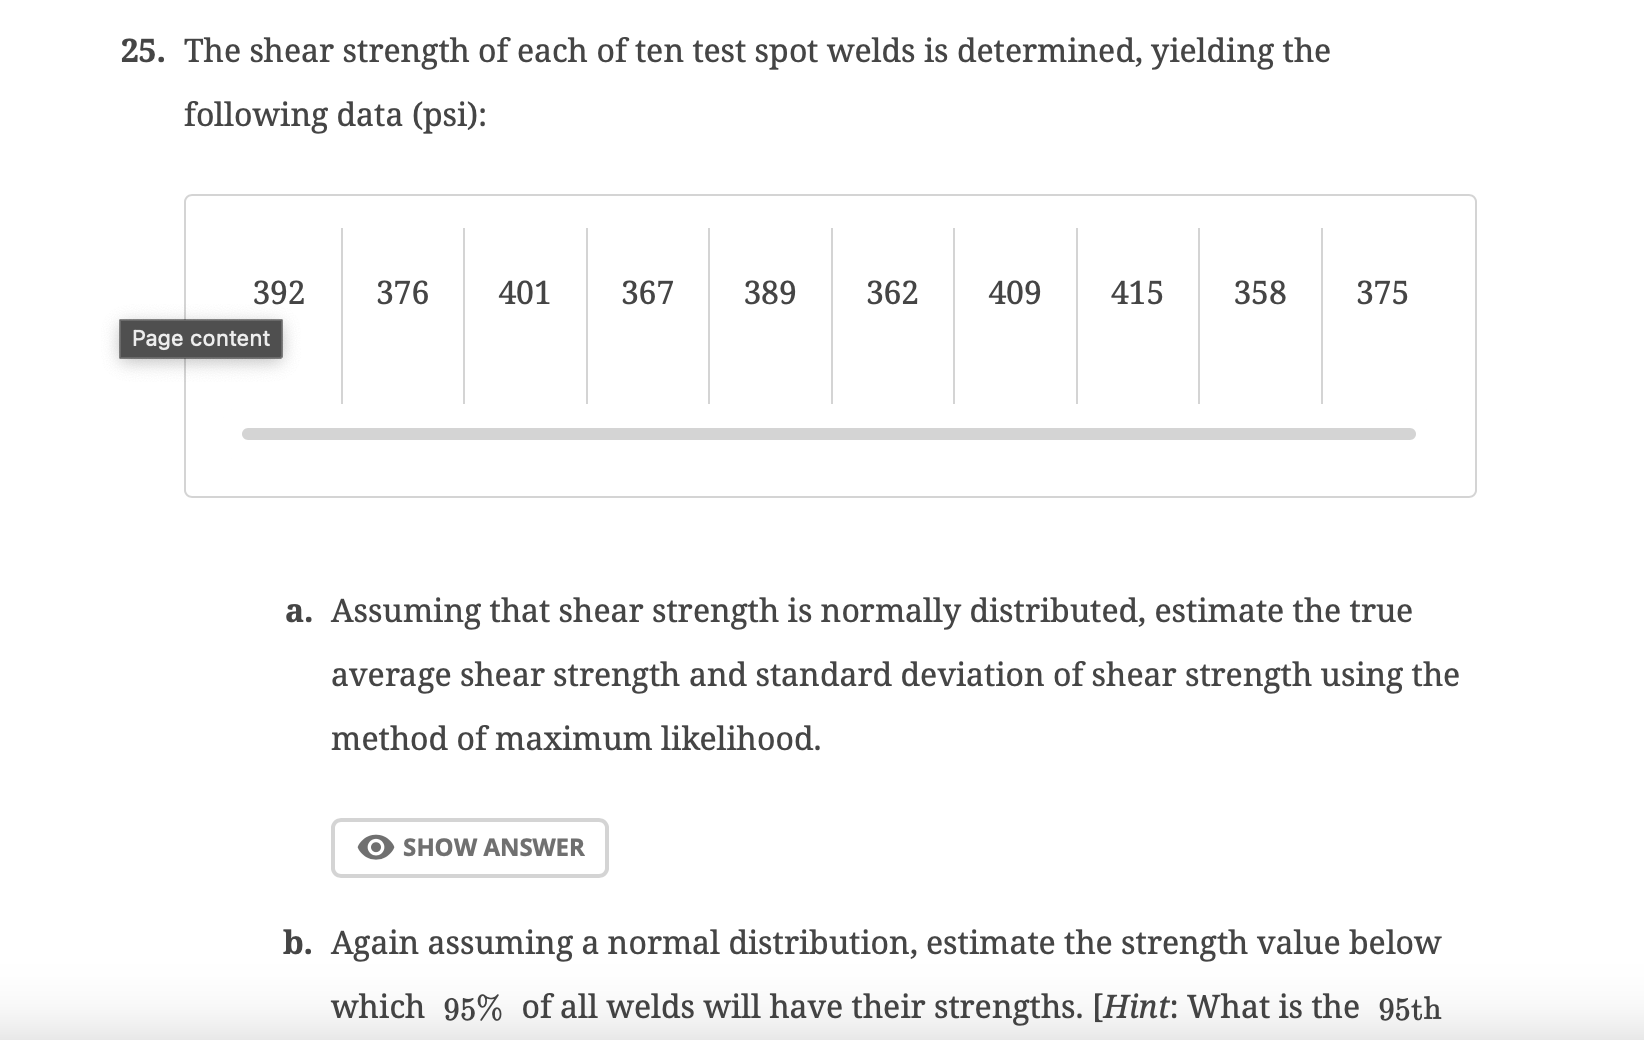 25. The shear strength of each of ten test spot welds is determined, yielding the
following data (psi):
392 376 401 367 389 362 409 415 358 375
Page content
a. Assuming that shear strength is normally distributed, estimate the true
average shear strength and standard deviation of shear strength using the
method of maximum likelihood.
SHOW ANSWER
b. Again assuming a normal distribution, estimate the strength value below
which 95% of all welds will have their strengths. [Hint: What is the 95th